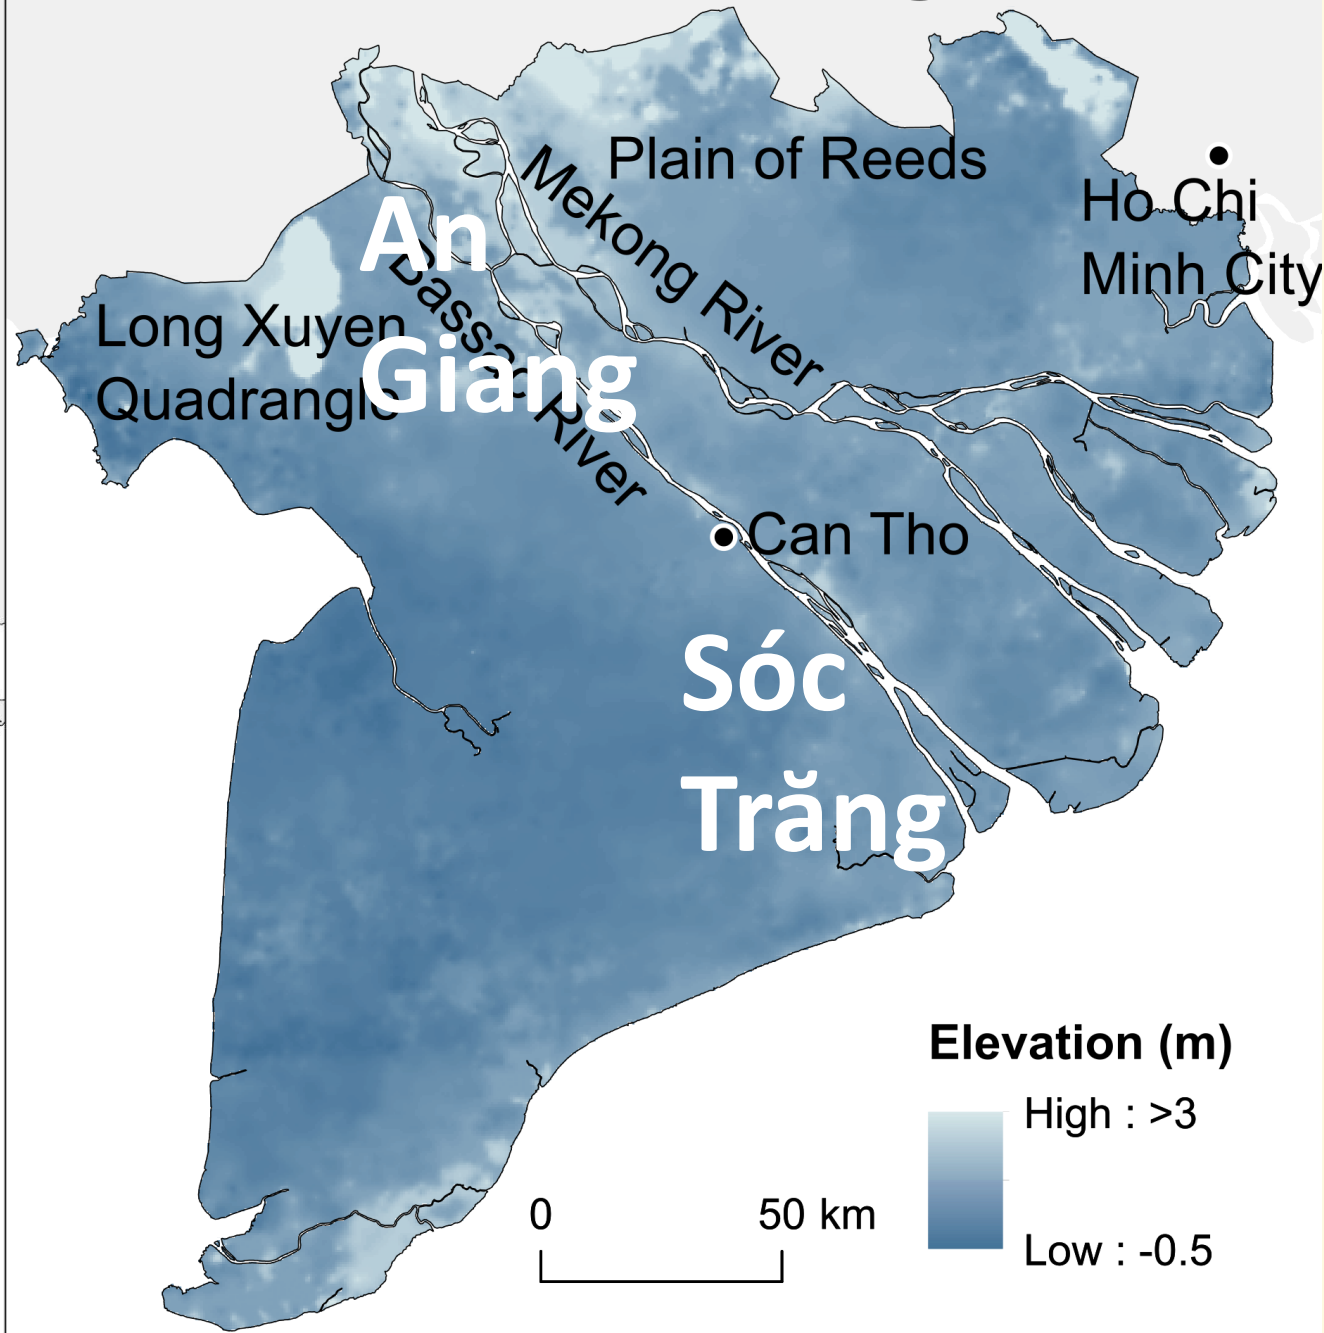 Plain of Reeds
Mekong River
Ho Chi
Minh City
An
Giang
Bassac River
Long Xuyen
Quadrangle
Can Tho
Sóc
Trăng
Elevation (m)
High : >3
Low : -0.5
0 50 km